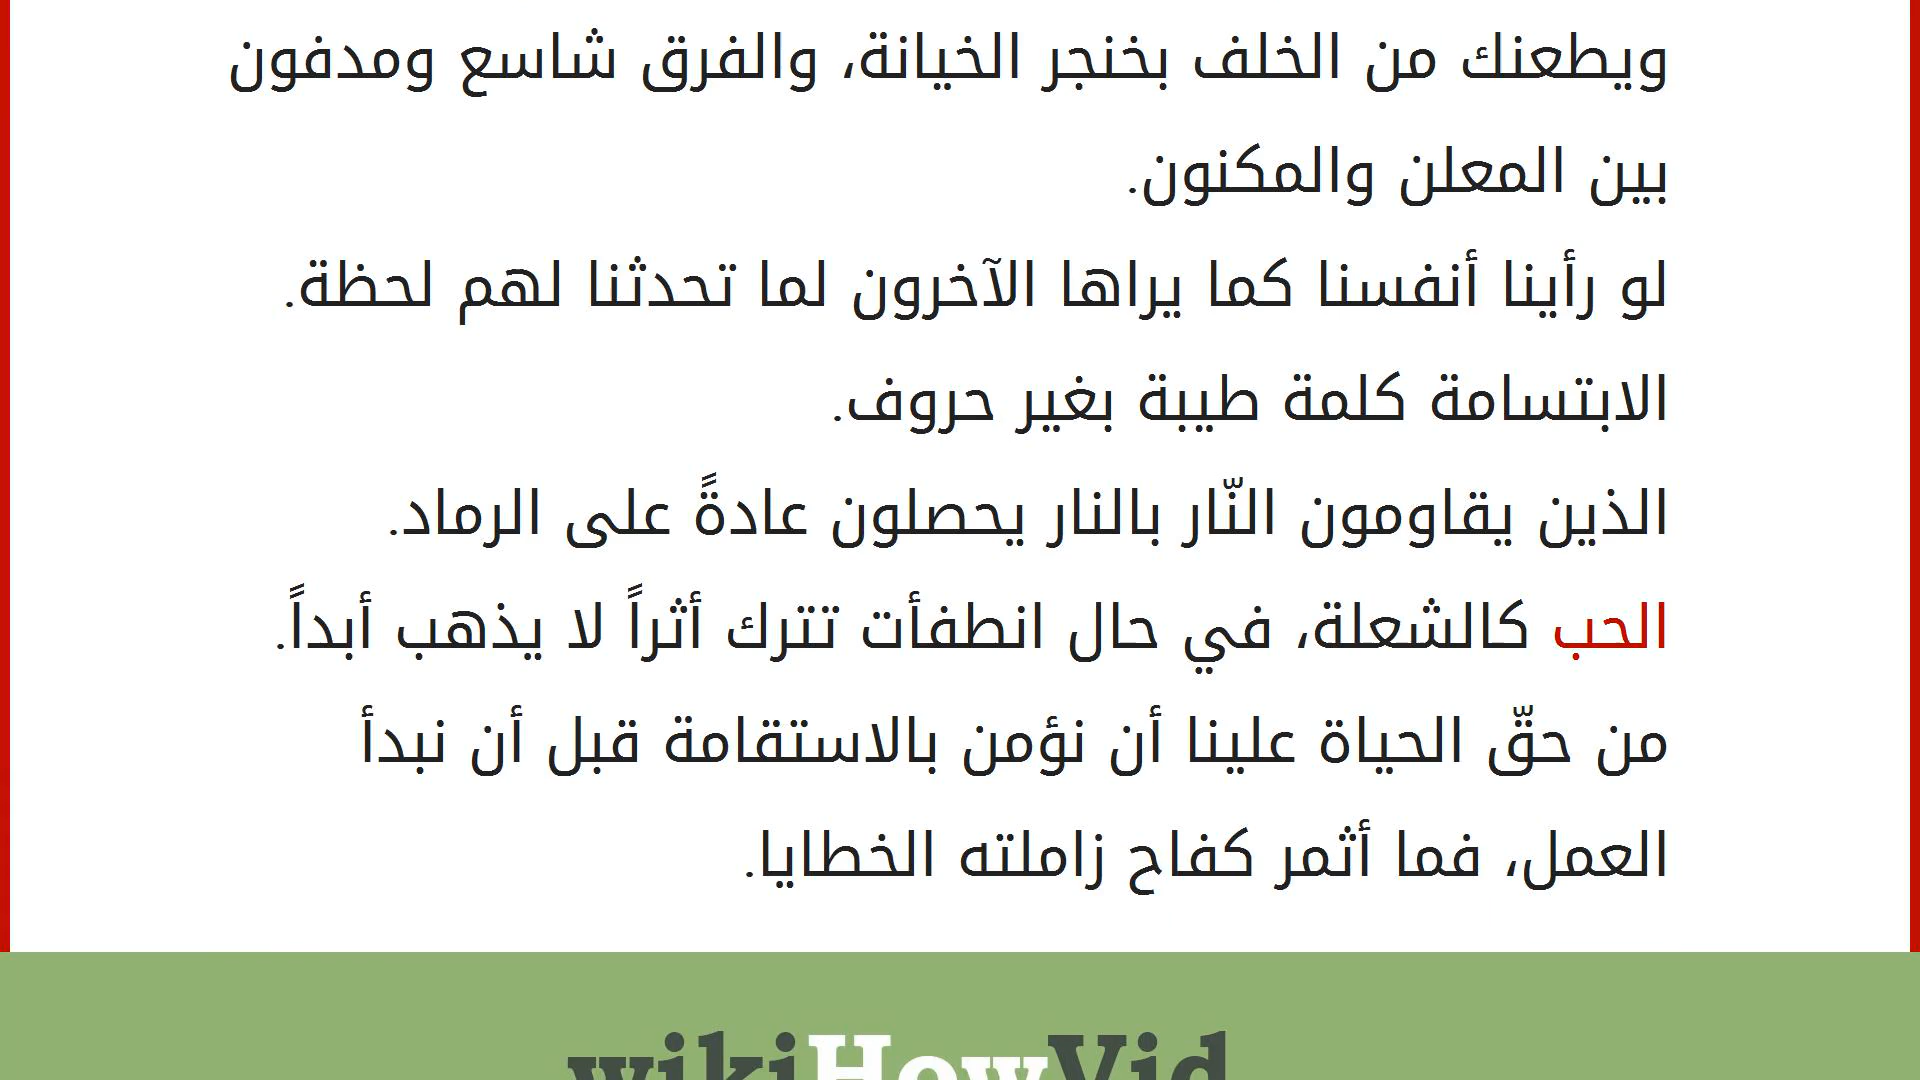 ويطعنك من الخلف بخنجر الخيانة، والفرق شاسع ومدفون
بين المعلن والمكنون.
لو رأينا أنفسنا كما يراها الآخرون لما تحدثنا لهم لحظة.
الابتسامة كلمة طيبة بغير حروف.
الذين يقاومون النّار بالنار يحصلون عادةً على الرماد.
الحب كالشعلة، في حال انطفأت تترك أثراً لا يذهب أبداً.
من حقّ الحياة علينا أن نؤمن بالاستقامة قبل أن نبدأ
العمل، فما أثمر كفاح زاملته الخطايا.
wikiHowVid